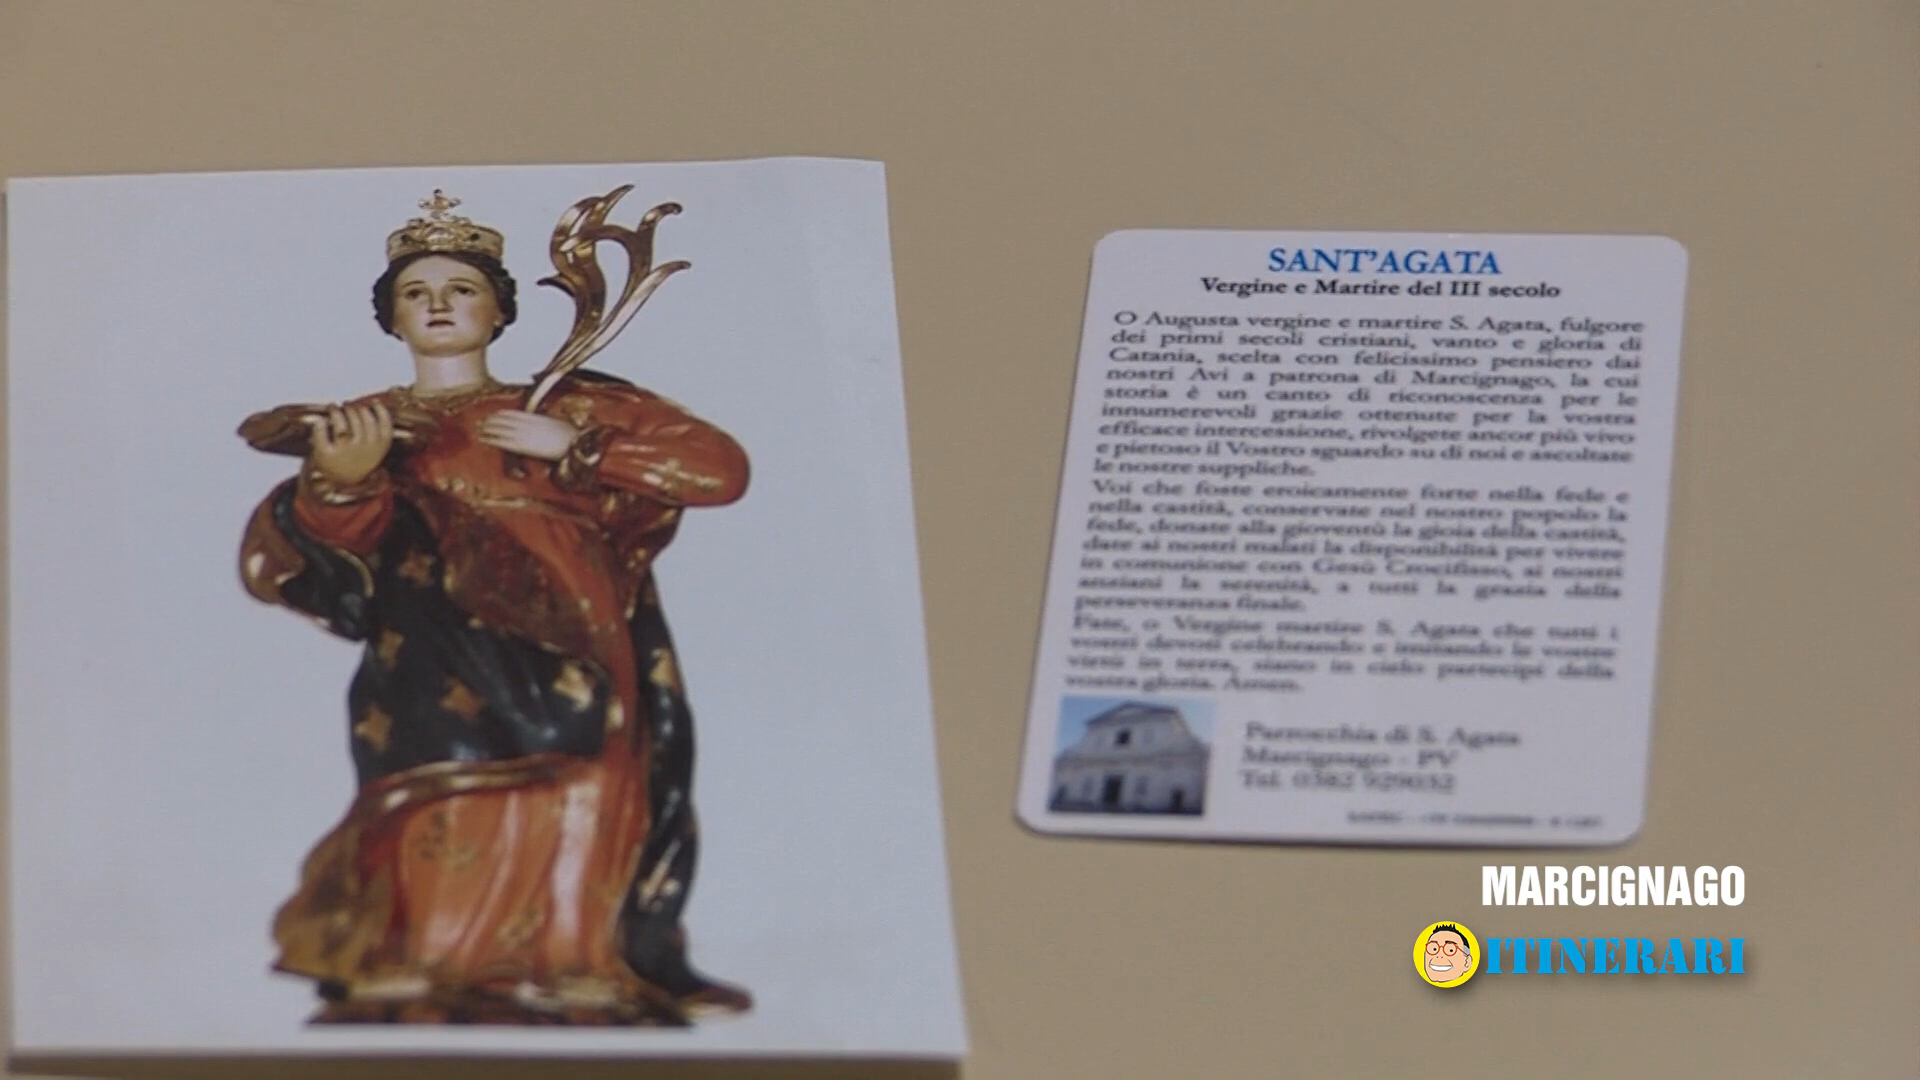 SANT'AGATA
Vergine e Martire del III secolo
O Augusta vergine e martire S. Agata, fulgore
dei primi secoli cristiani, vanto e gloria di
Catania, scelta con felicissimo pensiero dai
nostri Avi a patrona di Marcignago, la cui
storia è un canto di riconoscenza per le
innumerevoli grazie ottenute per la vostra
efficace intercessione, rivolgete ancor più vivo
e pietoso il Vostro sguardo su di noi e ascoltate
le nostre suppliche.
Voi che foste eroicamente forte nella fede e
nella castità, conservate nel nostro popolo la
fede, donate alla gioventù la gioia della castità,
date ai nostri malati la disponibilità per vivere
in comunione con Gesù Crocifisso, ai nostri
anziani la serenità, a tutti la grazia della
perseveranza finale.
Fate, o Vergine martire S. Agata che tutti i
vostri devoti celebrando e imitando le vostre
virtù in terra, siano in cielo partecipi della
vostra gloria. Amen.
Parrocchia di S. Agata
Marcignago - PV
Tel. 0382 929032
MARCIGNAGO
ITINERARI